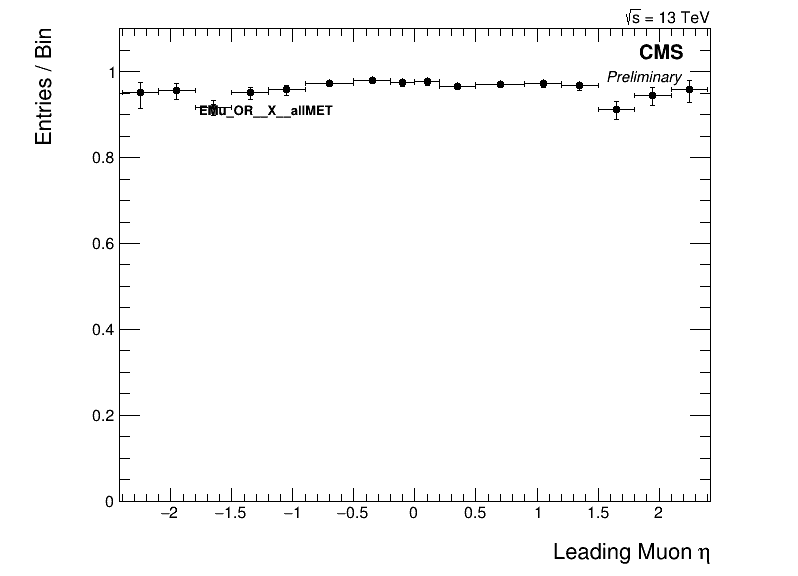 √s = 13 TeV
CMS
Preliminary
Entries / Bin
EMu_OR__X__allMET
1
0.8
0.6
0.4
0.2
0
−2 −1.5 −1 −0.5 0 0.5 1 1.5 2
Leading Muon η